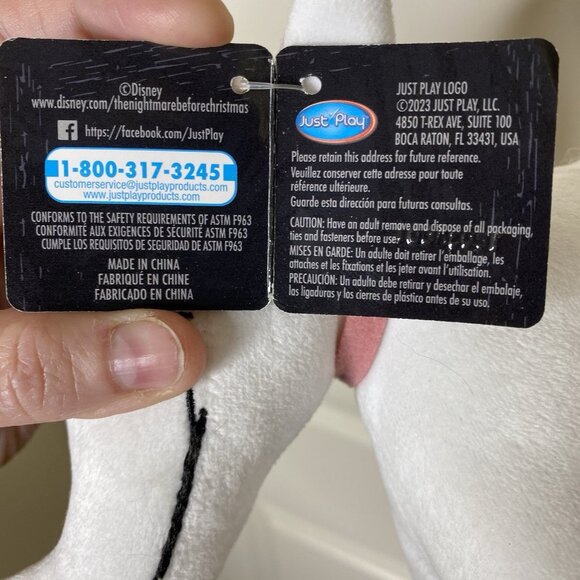 ©Disney
www.disney.com/thenightmarebeforechristmas
https://facebook.com/JustPlay
1-800-317-3245
customerservice@justplayproducts.com
www.justplayproducts.com
CONFORMS TO THE SAFETY REQUIREMENTS OF ASTM F963
CONFORMITÉ AUX EXIGENCES DE SÉCURITÉ ASTM F963
CUMPLE LOS REQUISITOS DE SEGURIDAD DE ASTM F963
MADE IN CHINA
FABRIQUÉ EN CHINE
FABRICADO EN CHINA
Just Play
JUST PLAY LOGO
©2023 JUST PLAY, LLC.
4850 T-REX AVE, SUITE 100
BOCA RATON, FL 33431, USA
Please retain this address for future reference.
Veuillez conserver cette adresse pour toute
référence ultérieure.
Guarde esta dirección para futuras consultas.
CAUTION: Have an adult remove and dispose of all packaging,
ties and fasteners before use.
MISES EN GARDE: Un adulte doit retirer l'emballage, les
attaches et les fixations et les jeter avant l'utilisation.
PRECAUCIÓN: Un adulto debe retirar y desechar el embalaje,
las ligaduras y los cierres de plástico antes de su uso.